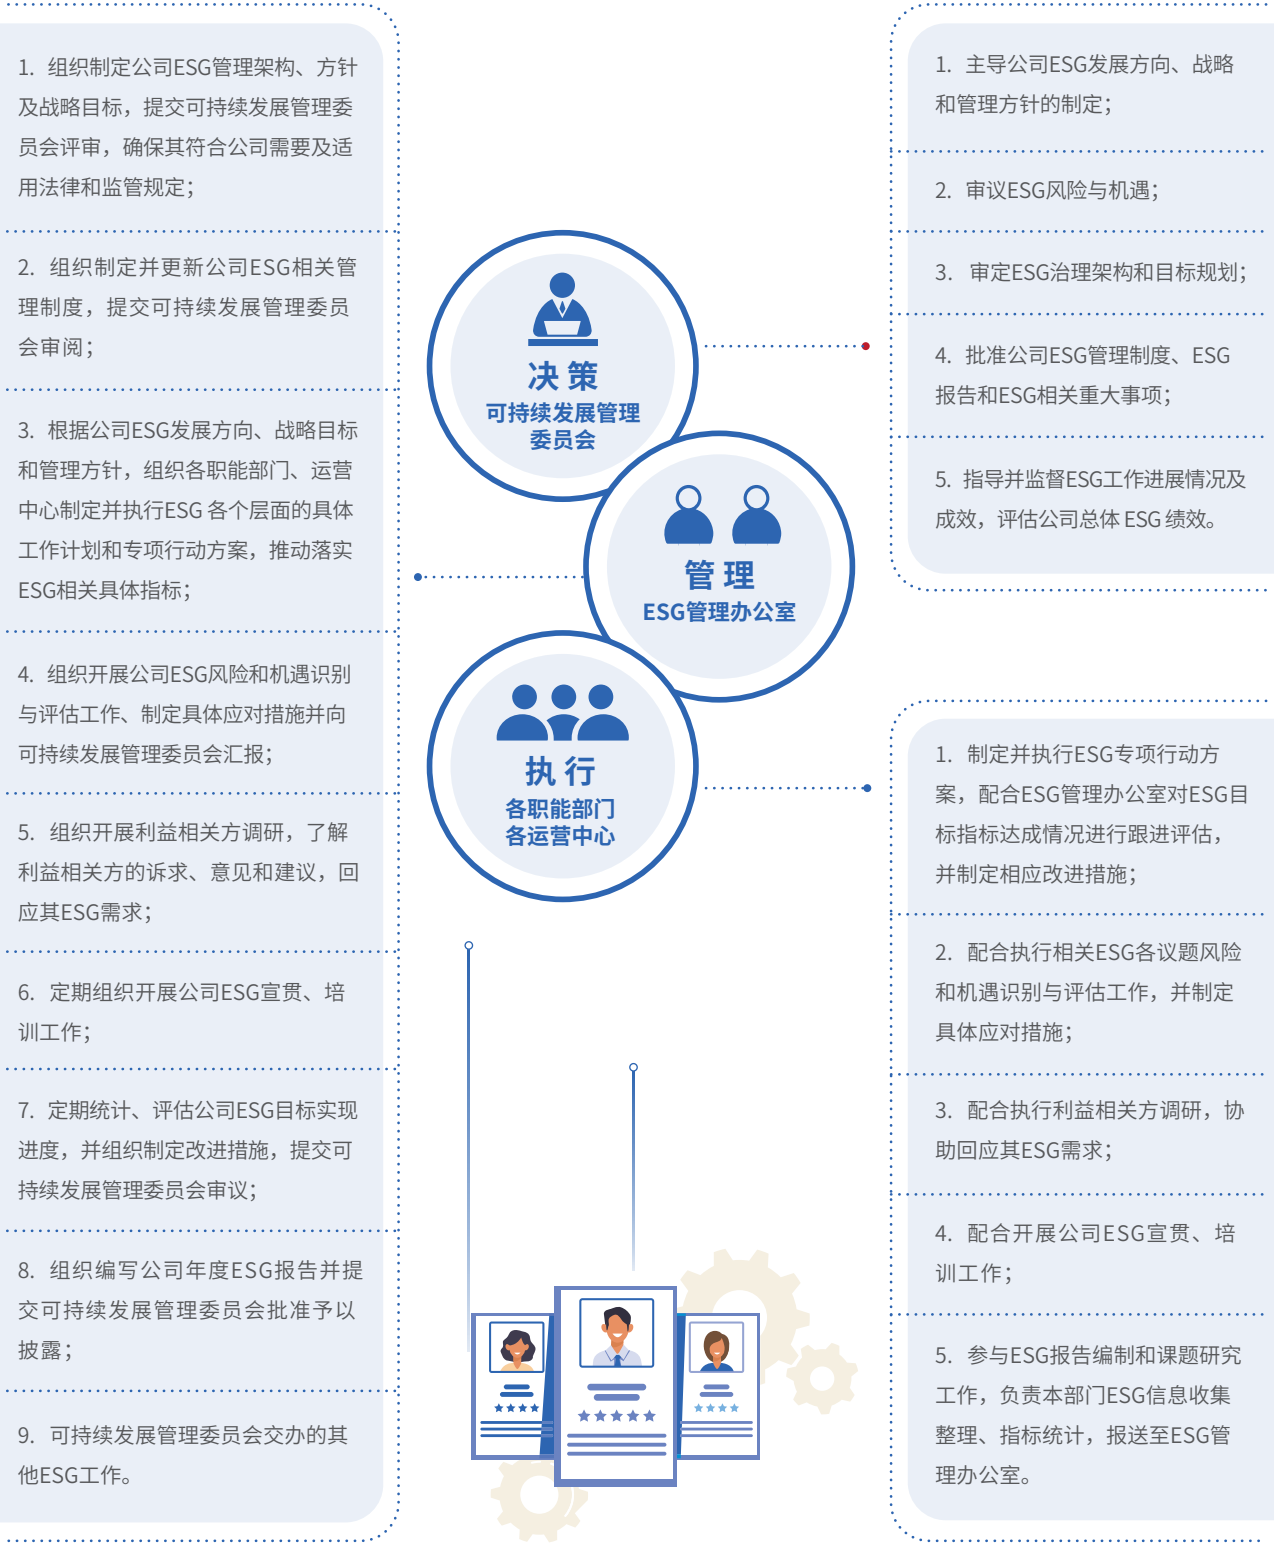 1. 组织制定公司ESG管理架构、方针
及战略目标，提交可持续发展管理委
员会评审，确保其符合公司需要及适
用法律和监管规定；
2. 组织制定并更新公司ESG相关管
理制度，提交可持续发展管理委员
会审阅；
3. 根据公司ESG发展方向、战略目标
和管理方针，组织各职能部门、运营
中心制定并执行ESG 各个层面的具体
工作计划和专项行动方案，推动落实
ESG相关具体指标；
4. 组织开展公司ESG风险和机遇识别
与评估工作、制定具体应对措施并向
可持续发展管理委员会汇报；
5. 组织开展利益相关方调研，了解
利益相关方的诉求、意见和建议，回
应其ESG需求；
6. 定期组织开展公司ESG宣贯、培
训工作；
7. 定期统计、评估公司ESG目标实现
进度，并组织制定改进措施，提交可
持续发展管理委员会审议；
8. 组织编写公司年度ESG报告并提
交可持续发展管理委员会批准予以
披露；
9. 可持续发展管理委员会交办的其
他ESG工作。
决策
可持续发展管理
委员会
管理
ESG管理办公室
执行
各职能部门
各运营中心
1. 主导公司ESG发展方向、战略
和管理方针的制定；
2. 审议ESG风险与机遇；
3. 审定ESG治理架构和目标规划；
4. 批准公司ESG管理制度、ESG
报告和ESG相关重大事项；
5. 指导并监督ESG工作进展情况及
成效，评估公司总体 ESG 绩效。
1. 制定并执行ESG专项行动方
案，配合ESG管理办公室对ESG目
标指标达成情况进行跟进评估，
并制定相应改进措施；
2. 配合执行相关ESG各议题风险
和机遇识别与评估工作，并制定
具体应对措施；
3. 配合执行利益相关方调研，协
助回应其ESG需求；
4. 配合开展公司ESG宣贯、培
训工作；
5. 参与ESG报告编制和课题研究
工作，负责本部门ESG信息收集
整理、指标统计，报送至ESG管
理办公室。